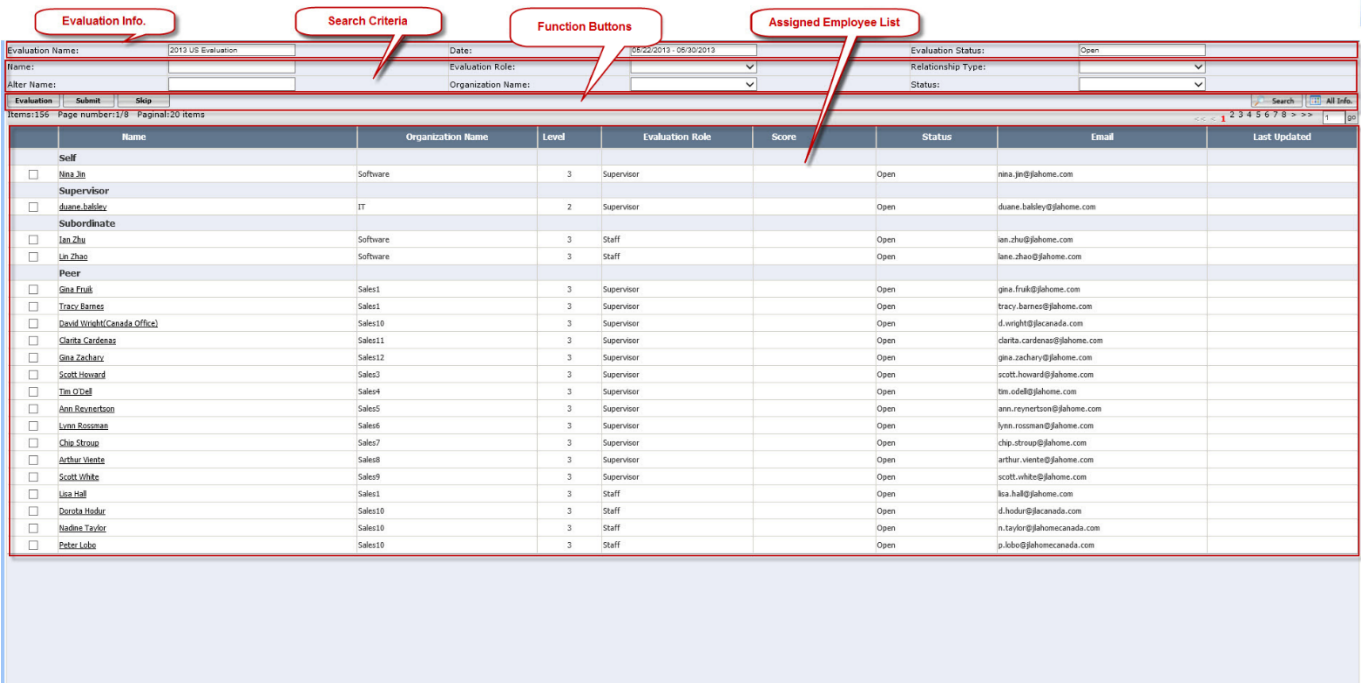 Evaluation Info. Search Criteria Function Buttons Assigned Employee List
Evaluation Name: 2013 US Evaluation Date: 05/22/2013 - 05/30/2013 Evaluation Status: Open
Name: Evaluation Role: Relationship Type:
Alter Name: Organization Name: Status:
Evaluation Submit Skip Search All Info.
Items:156 Page number:1/8 Paginal:20 items << < 1 2 3 4 5 6 7 8 > >> 1 go
Name Organization Name Level Evaluation Role Score Status Email Last Updated
Self
Nina Jin Software 3 Supervisor Open nina.jin@jlahome.com
Supervisor
duane.balsley IT 2 Supervisor Open duane.balsley@jlahome.com
Subordinate
Ian Zhu Software 3 Staff Open ian.zhu@jlahome.com
Lin Zhao Software 3 Staff Open lane.zhao@jlahome.com
Peer
Gina Fruik Sales1 3 Supervisor Open gina.fruik@jlahome.com
Tracy Barnes Sales1 3 Supervisor Open tracy.barnes@jlahome.com
David Wright(Canada Office) Sales10 3 Supervisor Open d.wright@jlacanada.com
Clarita Cardenas Sales11 3 Supervisor Open clarita.cardenas@jlahome.com
Gina Zachary Sales12 3 Supervisor Open gina.zachary@jlahome.com
Scott Howard Sales3 3 Supervisor Open scott.howard@jlahome.com
Tim O'Dell Sales4 3 Supervisor Open tim.odell@jlahome.com
Ann Reynertson Sales5 3 Supervisor Open ann.reynertson@jlahome.com
Lynn Rossman Sales6 3 Supervisor Open lynn.rossman@jlahome.com
Chip Stroup Sales7 3 Supervisor Open chip.stroup@jlahome.com
Arthur Viente Sales8 3 Supervisor Open arthur.viente@jlahome.com
Scott White Sales9 3 Supervisor Open scott.white@jlahome.com
Lisa Hall Sales1 3 Staff Open lisa.hall@jlahome.com
Dorota Hodur Sales10 3 Staff Open d.hodur@jlacanada.com
Nadine Taylor Sales10 3 Staff Open n.taylor@jlahomecanada.com
Peter Lobo Sales10 3 Staff Open p.lobo@jlahomecanada.com